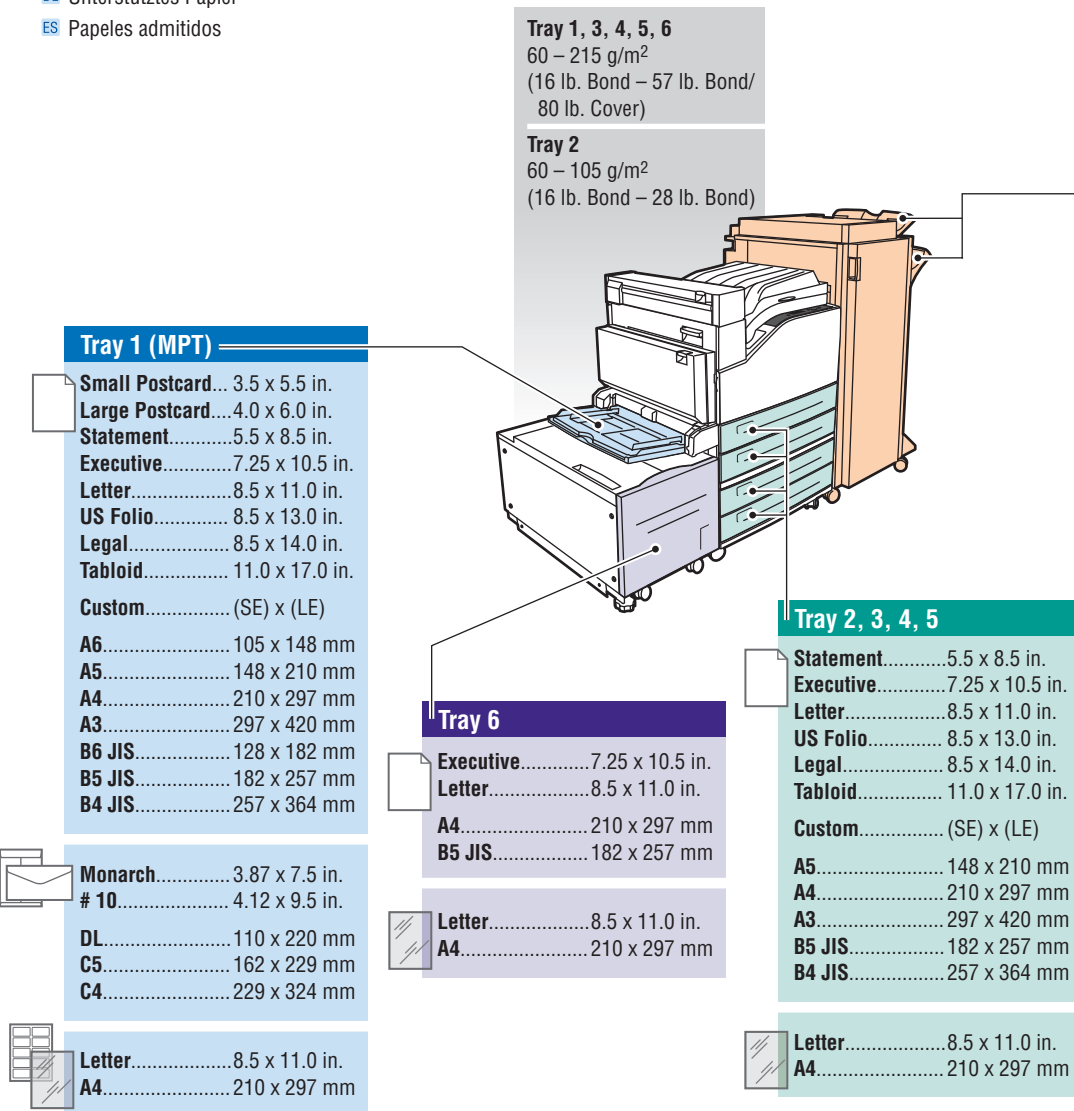 ES Papeles admitidos
Tray 1, 3, 4, 5, 6
60 – 215 g/m2
(16 lb. Bond – 57 lb. Bond/
80 lb. Cover)
Tray 2
60 – 105 g/m2
(16 lb. Bond – 28 lb. Bond)
Tray 1 (MPT)
Small Postcard... 3.5 x 5.5 in.
Large Postcard....4.0 x 6.0 in.
Statement............5.5 x 8.5 in.
Executive.............7.25 x 10.5 in.
Letter...................8.5 x 11.0 in.
US Folio............... 8.5 x 13.0 in.
Legal................... 8.5 x 14.0 in.
Tabloid................ 11.0 x 17.0 in.
Custom................(SE) x (LE)
A6........................105 x 148 mm
A5........................148 x 210 mm
A4........................210 x 297 mm
A3........................297 x 420 mm
B6 JIS..................128 x 182 mm
B5 JIS..................182 x 257 mm
B4 JIS..................257 x 364 mm
Monarch..............3.87 x 7.5 in.
# 10..................... 4.12 x 9.5 in.
DL........................110 x 220 mm
C5........................162 x 229 mm
C4........................229 x 324 mm
Letter...................8.5 x 11.0 in.
A4........................210 x 297 mm
Tray 6
Executive.............7.25 x 10.5 in.
Letter...................8.5 x 11.0 in.
A4........................210 x 297 mm
B5 JIS..................182 x 257 mm
Letter...................8.5 x 11.0 in.
A4........................210 x 297 mm
Tray 2, 3, 4, 5
Statement............5.5 x 8.5 in.
Executive.............7.25 x 10.5 in.
Letter...................8.5 x 11.0 in.
US Folio............... 8.5 x 13.0 in.
Legal................... 8.5 x 14.0 in.
Tabloid................ 11.0 x 17.0 in.
Custom................(SE) x (LE)
A5........................148 x 210 mm
A4........................210 x 297 mm
A3........................297 x 420 mm
B5 JIS..................182 x 257 mm
B4 JIS..................257 x 364 mm
Letter...................8.5 x 11.0 in.
A4........................210 x 297 mm